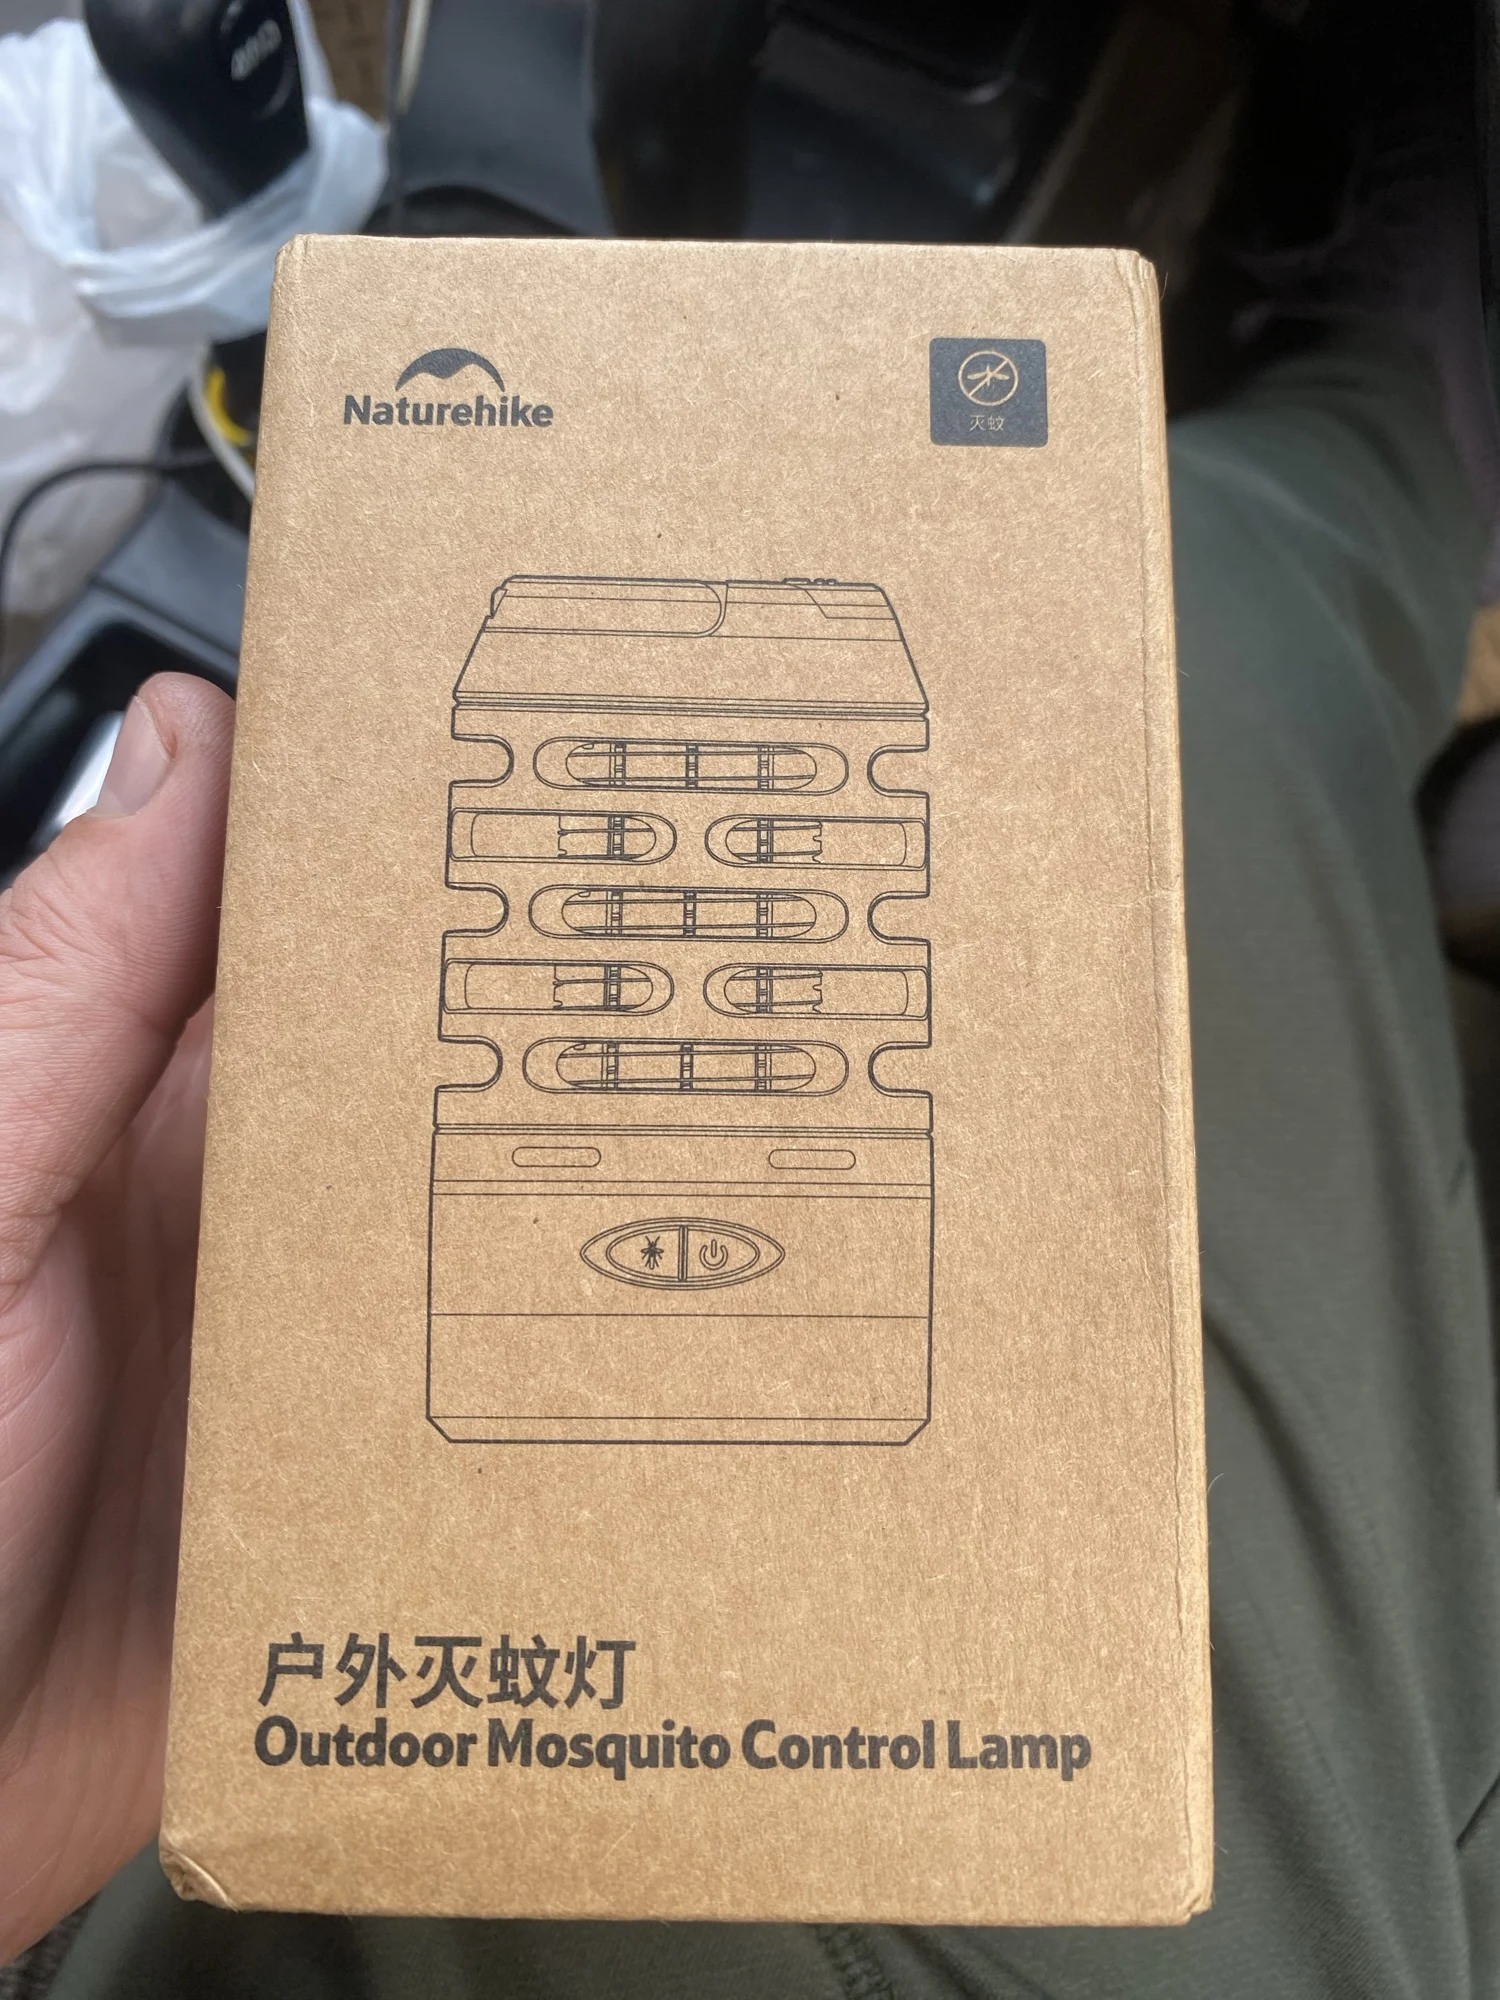 Naturehike
灭蚊
户外灭蚊灯
Outdoor Mosquito Control Lamp